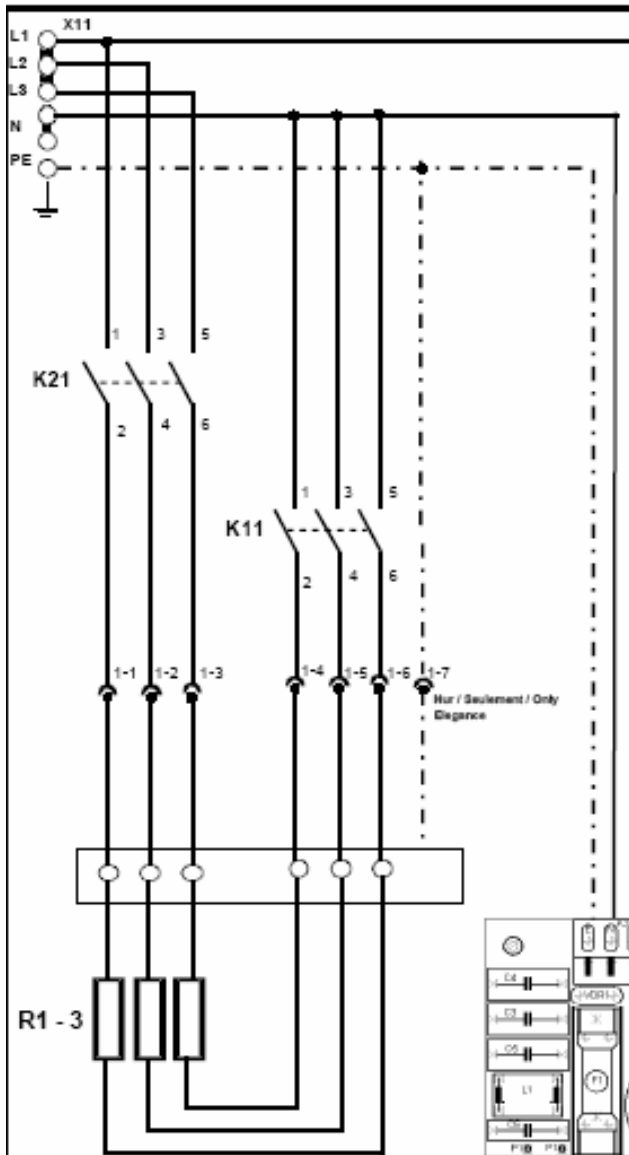 X11
L1
L2
L3
N
PE
1 3 5
K21
2 4 6
1 3 5
K11
2 4 6
1-1 1-2 1-3 1-4 1-5 1-6 1-7
Nur / Seulement / Only
Elegance
R1 - 3
C4
C3
VDR1
C5
F1
L1